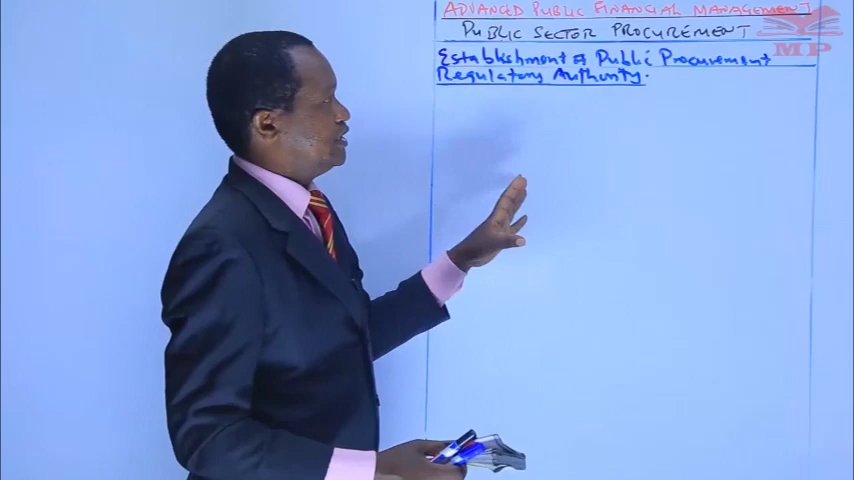 ADVANCED PUBLIC FINANCIAL MANAGEMENT
PUBLIC SECTOR PROCUREMENT
Establishment of Public Procurement
Regulatory Authority.
MP